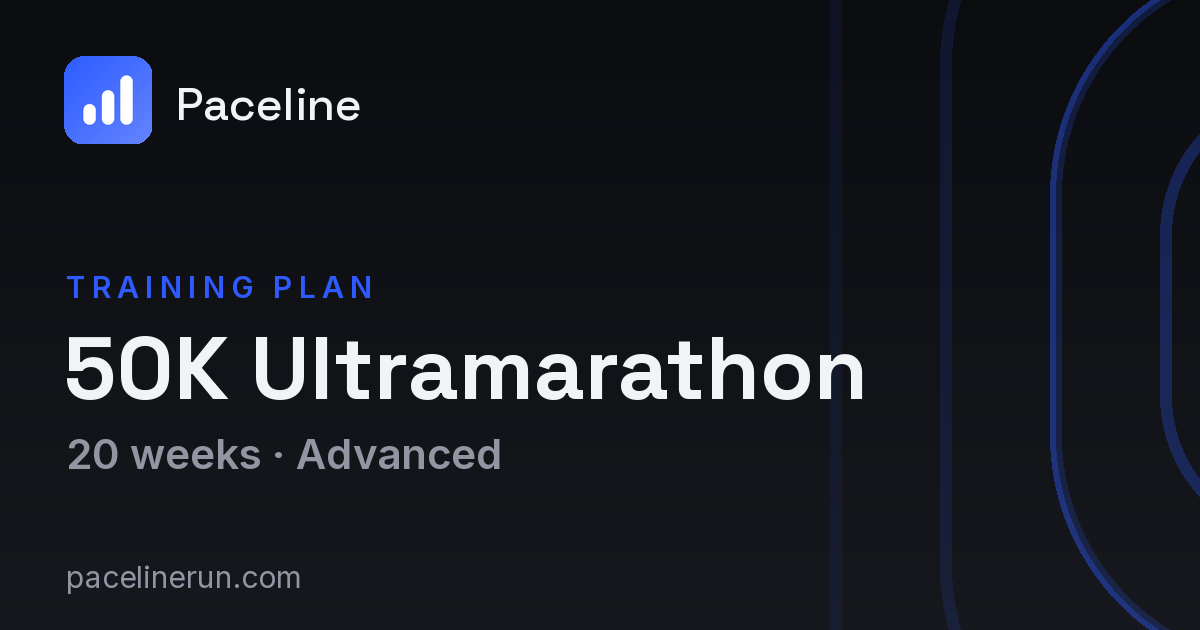 Paceline
TRAINING PLAN
50K Ultramarathon
20 weeks · Advanced
pacelinerun.com